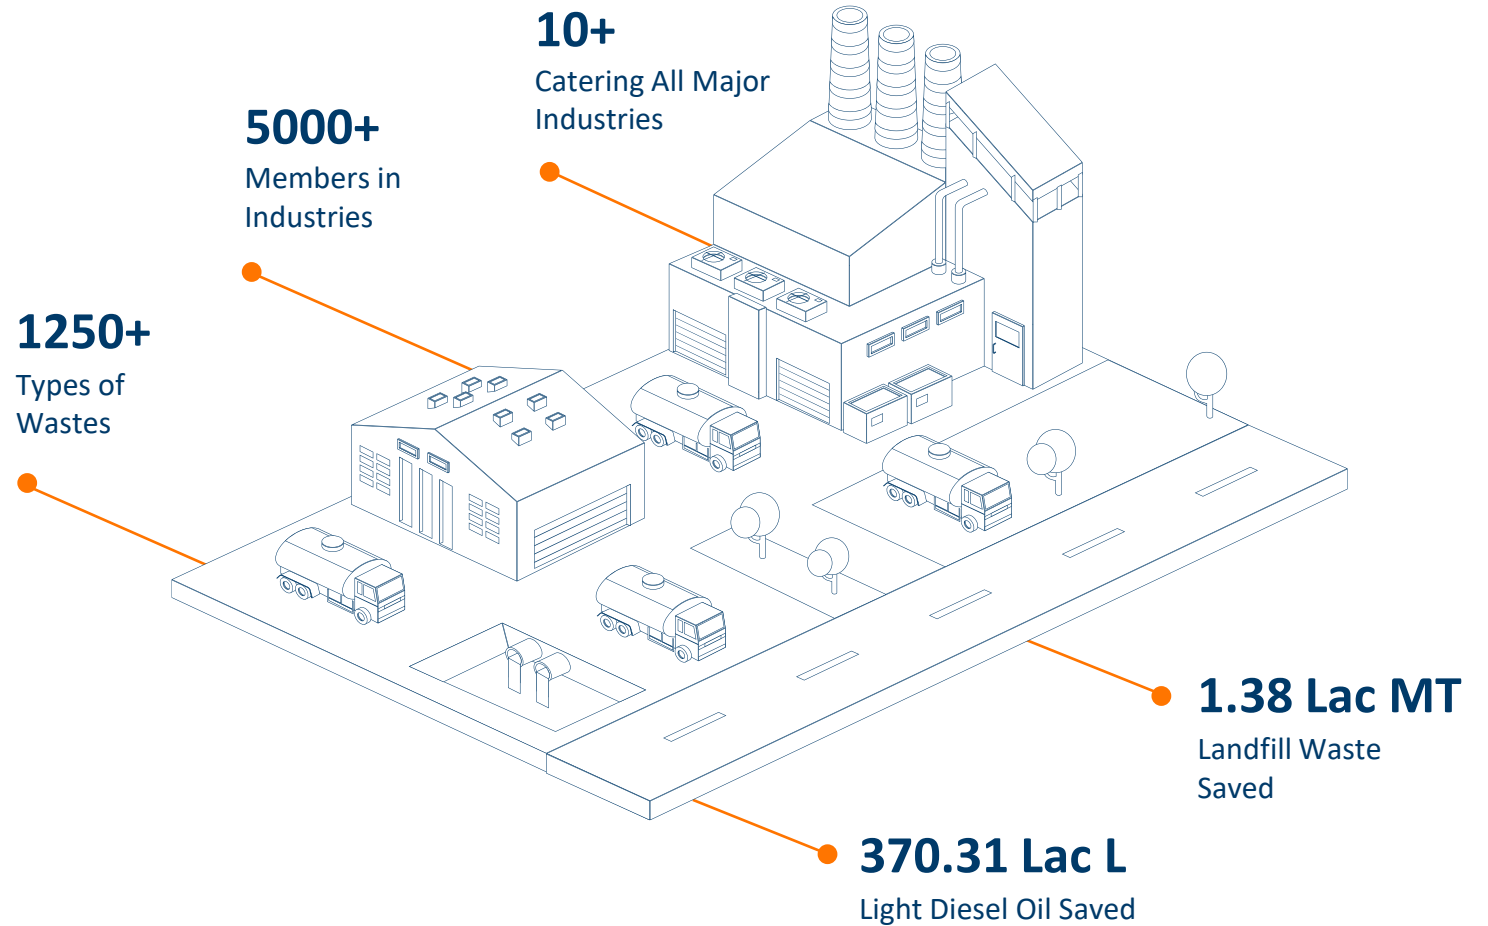 10+
Catering All Major
Industries
5000+
Members in
Industries
1250+
Types of
Wastes
1.38 Lac MT
Landfill Waste
Saved
370.31 Lac L
Light Diesel Oil Saved